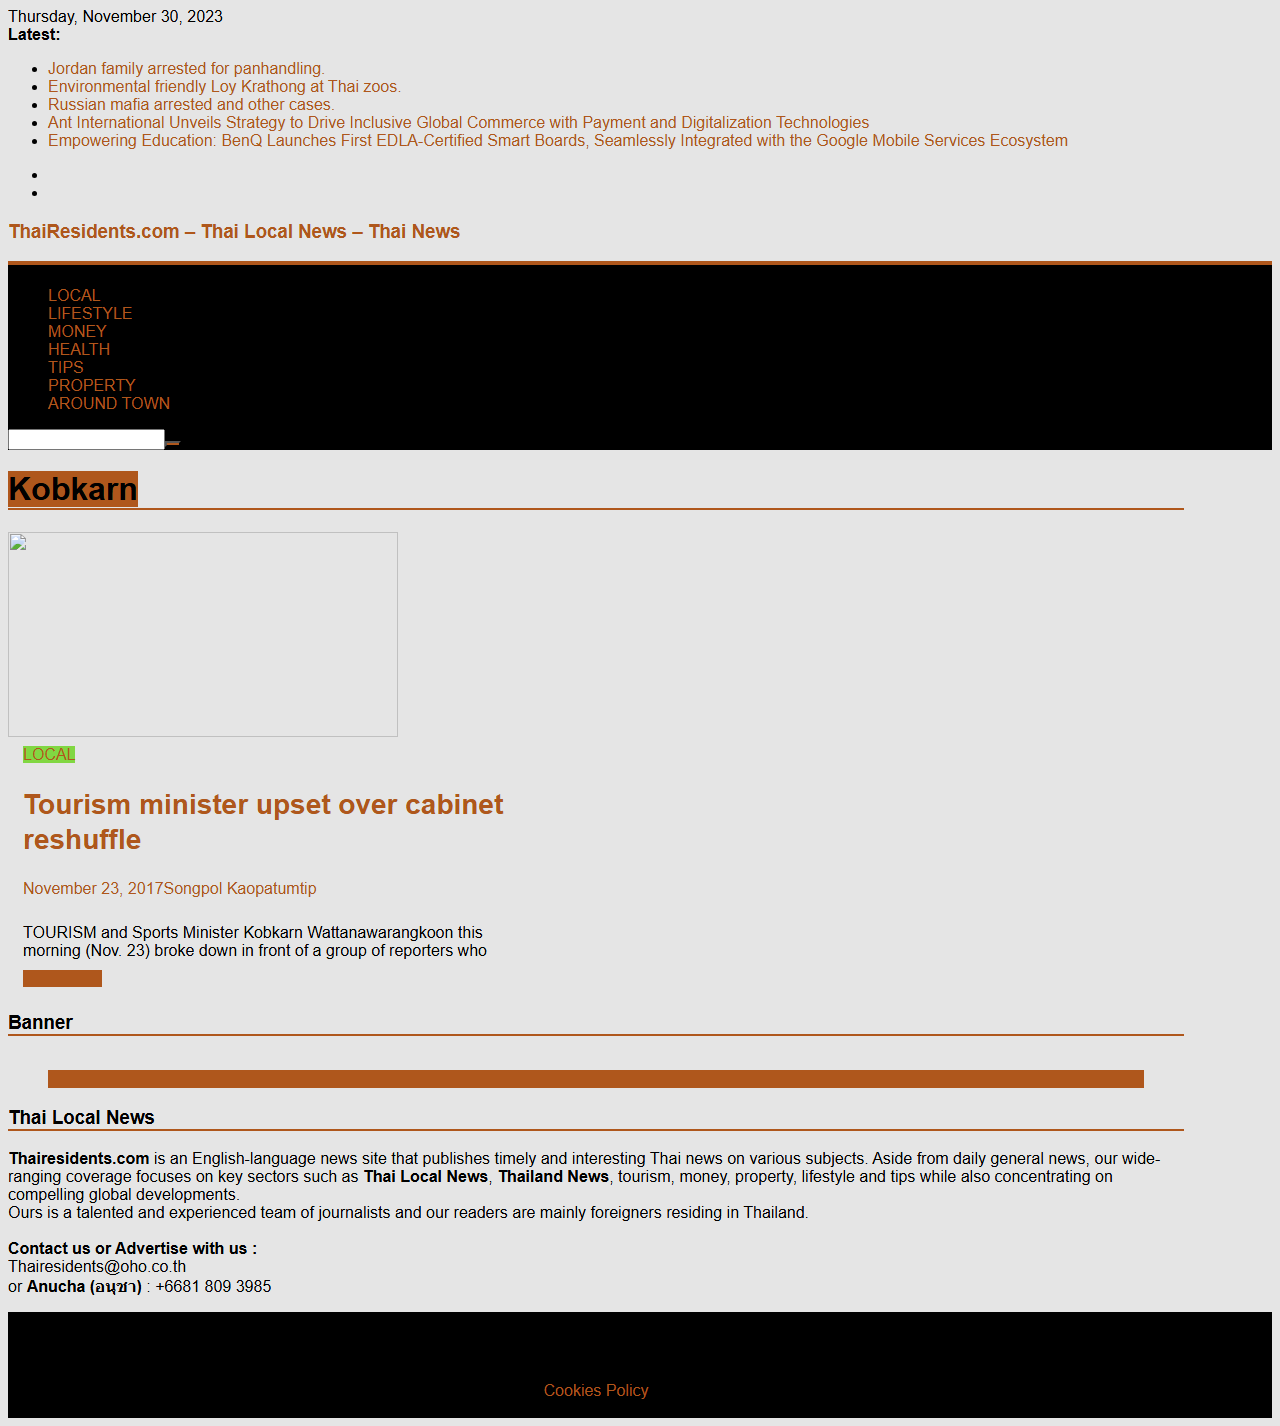 Thursday, November 30, 2023
Latest:
Jordan family arrested for panhandling.
Environmental friendly Loy Krathong at Thai zoos.
Russian mafia arrested and other cases.
Ant International Unveils Strategy to Drive Inclusive Global Commerce with Payment and Digitalization Technologies
Empowering Education: BenQ Launches First EDLA-Certified Smart Boards, Seamlessly Integrated with the Google Mobile Services Ecosystem
ThaiResidents.com – Thai Local News – Thai News
LOCAL
LIFESTYLE
MONEY
HEALTH
TIPS
PROPERTY
AROUND TOWN
Kobkarn
LOCAL
Tourism minister upset over cabinet
reshuffle
November 23, 2017Songpol Kaopatumtip
TOURISM and Sports Minister Kobkarn Wattanawarangkoon this
morning (Nov. 23) broke down in front of a group of reporters who
Banner
Thai Local News
Thairesidents.com is an English-language news site that publishes timely and interesting Thai news on various subjects. Aside from daily general news, our wide-
ranging coverage focuses on key sectors such as Thai Local News, Thailand News, tourism, money, property, lifestyle and tips while also concentrating on
compelling global developments.
Ours is a talented and experienced team of journalists and our readers are mainly foreigners residing in Thailand.
Contact us or Advertise with us :
Thairesidents@oho.co.th
or Anucha (อนุชา) : +6681 809 3985
Cookies Policy